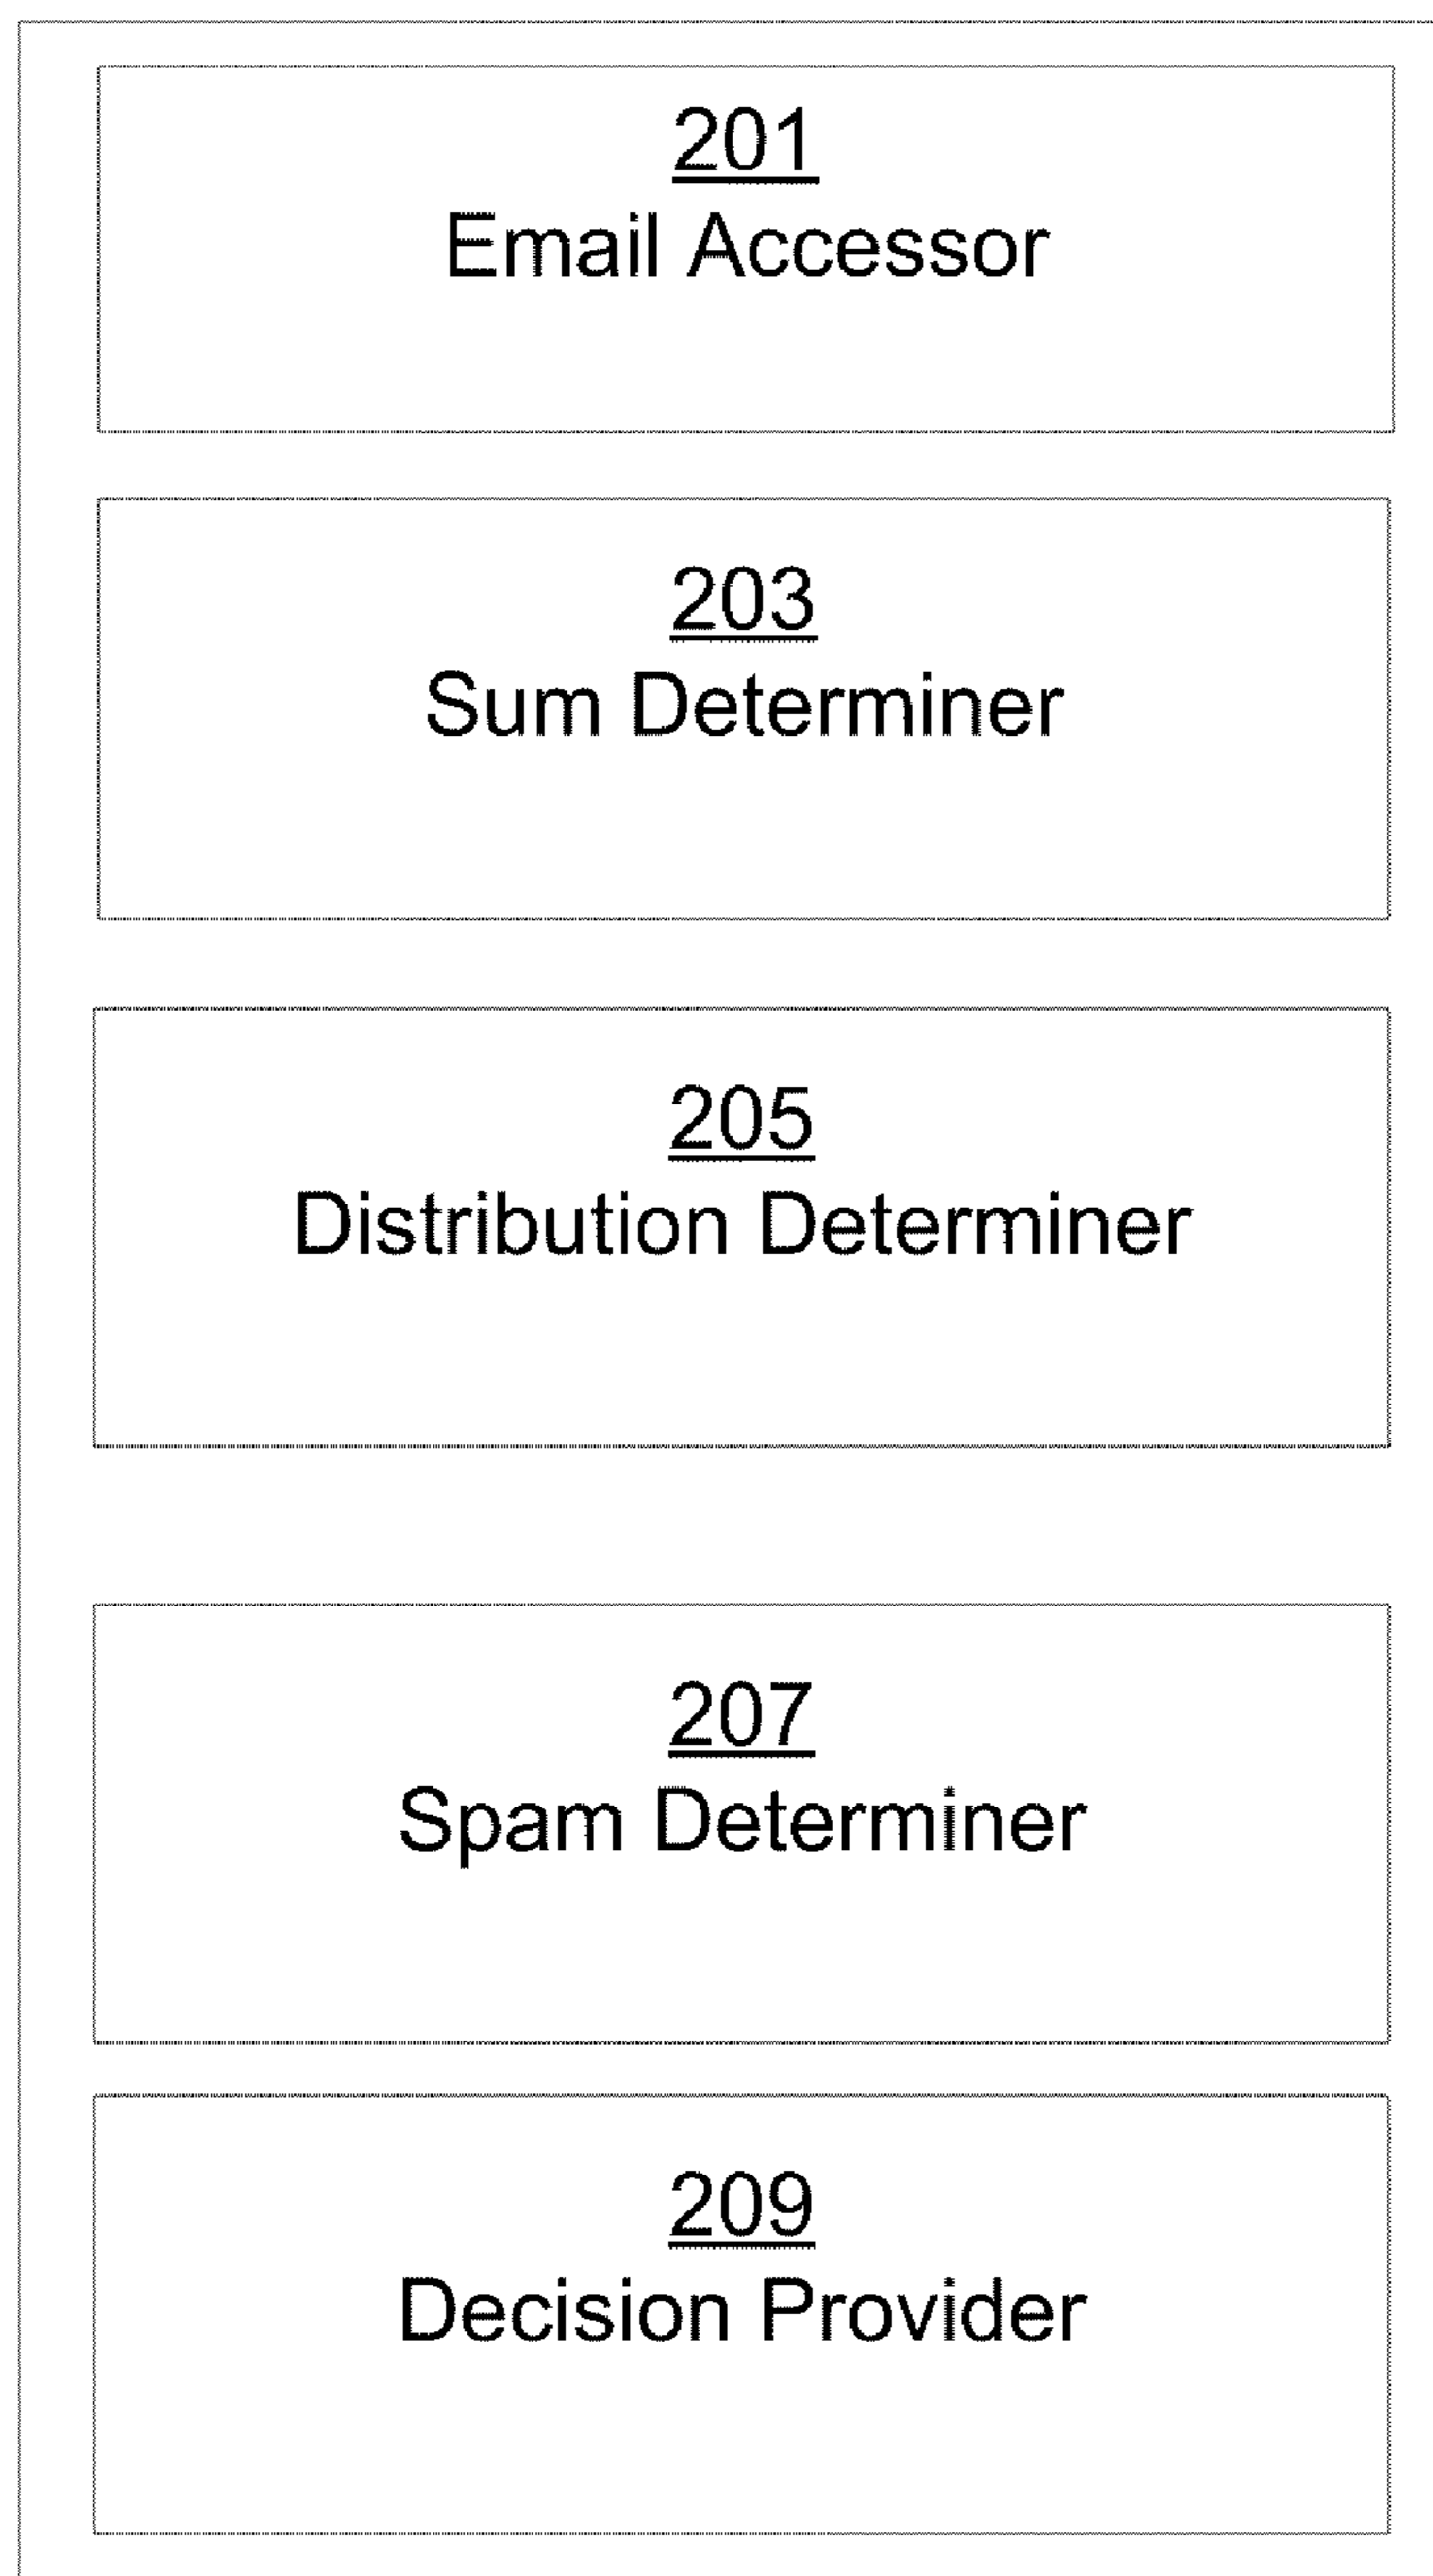 201
Email Accessor
203
Sum Determiner
205
Distribution Determiner
207
Spam Determiner
209
Decision Provider